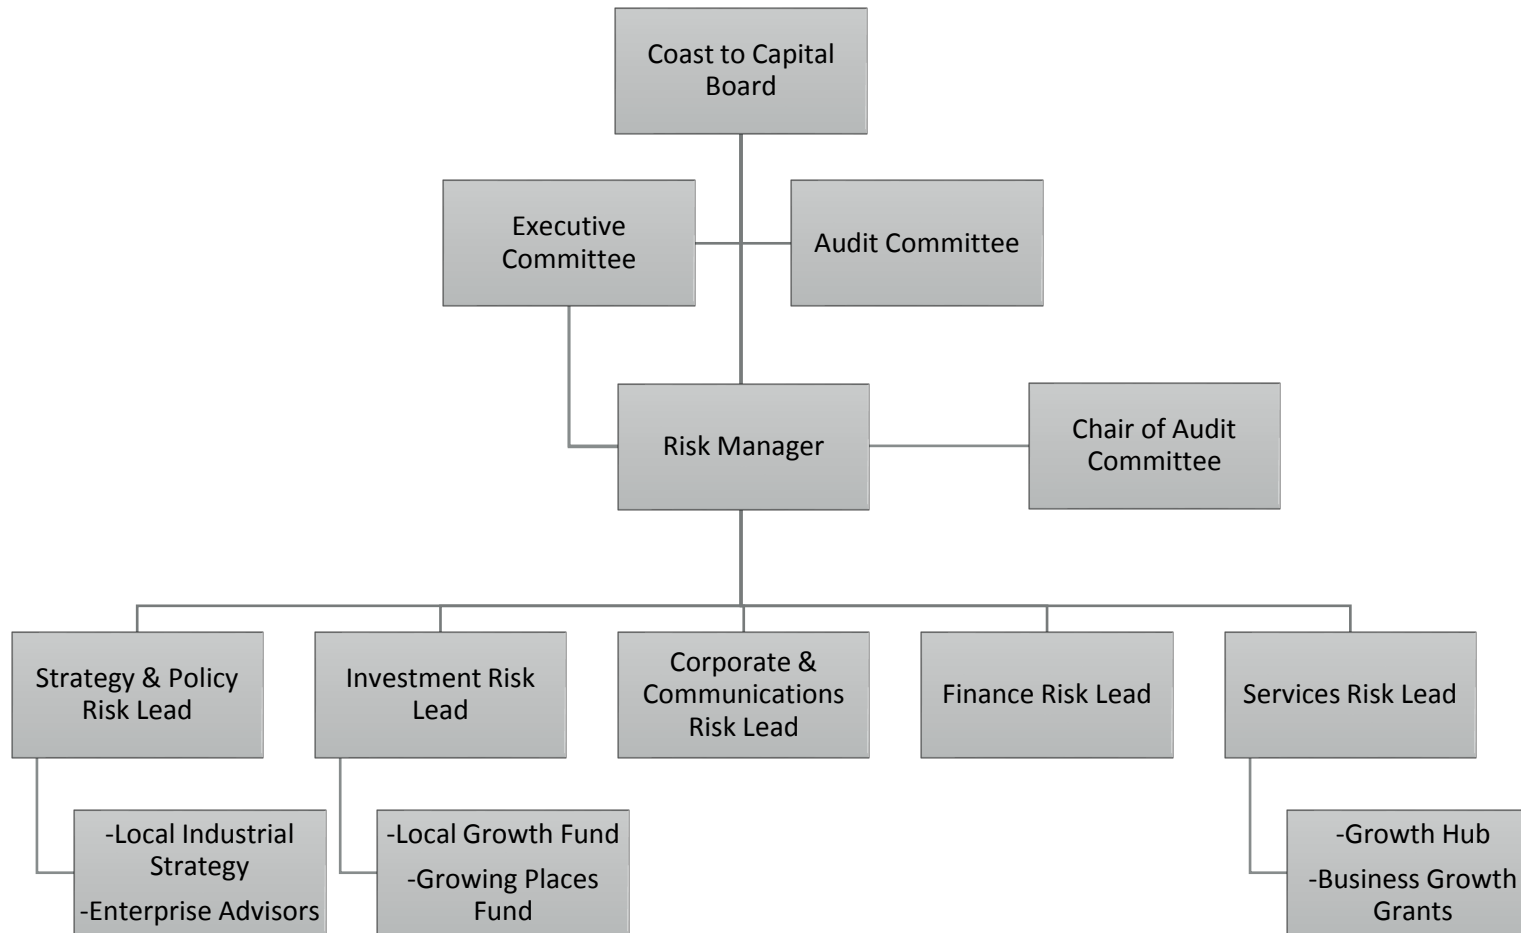 Coast to Capital
Board
Executive
Committee
Audit Committee
Risk Manager
Chair of Audit
Committee
Strategy & Policy
Risk Lead
Investment Risk
Lead
Corporate &
Communications
Risk Lead
Finance Risk Lead
Services Risk Lead
-Local Industrial
Strategy
-Enterprise Advisors
-Local Growth Fund
-Growing Places
Fund
-Growth Hub
-Business Growth
Grants